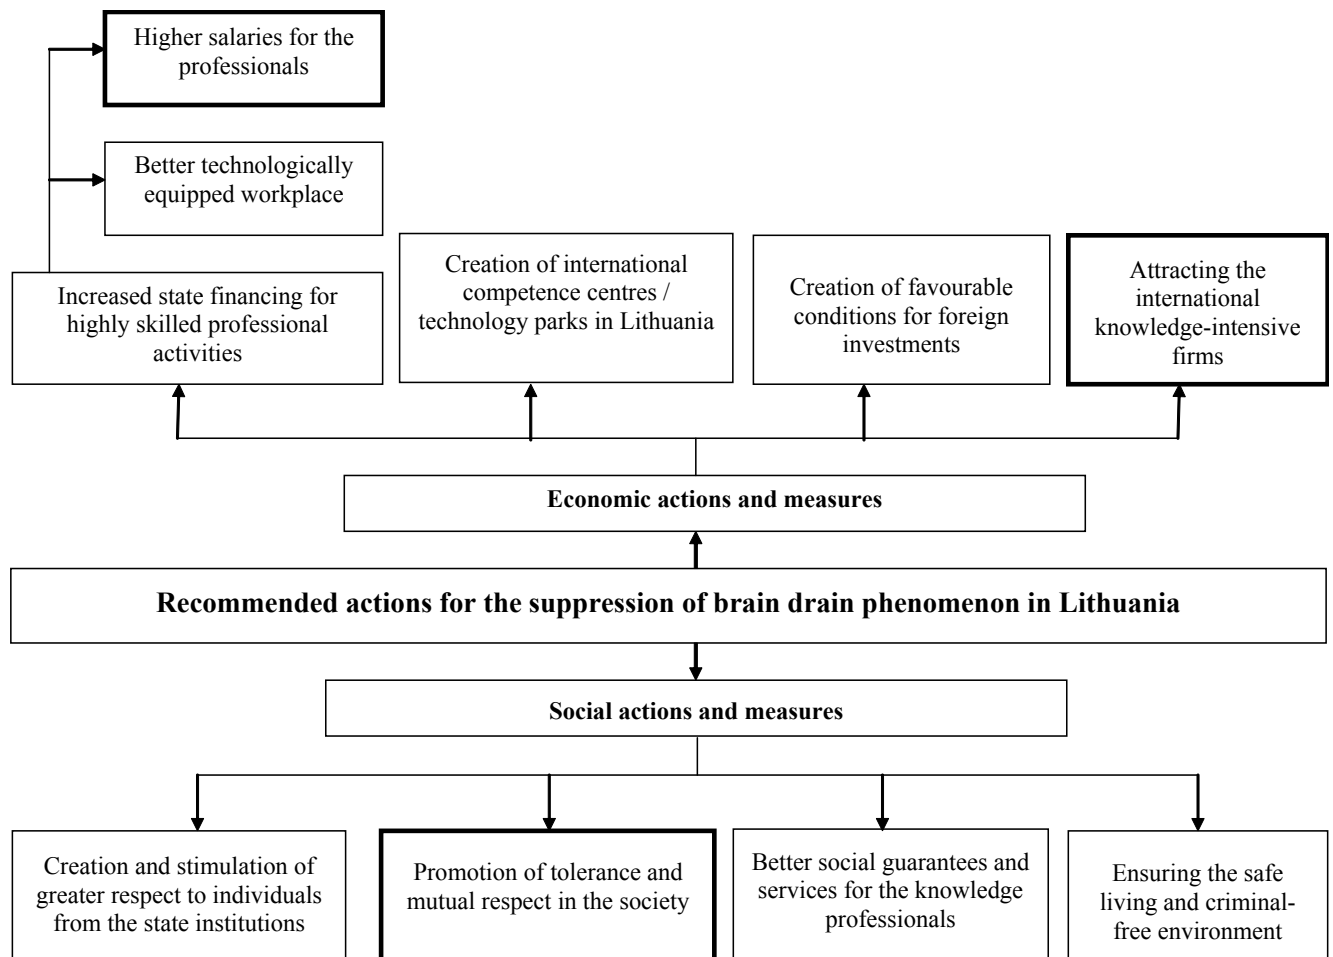 Higher salaries for the
professionals
Better technologically
equipped workplace
Increased state financing for
highly skilled professional
activities
Creation of international
competence centres /
technology parks in Lithuania
Creation of favourable
conditions for foreign
investments
Attracting the
international
knowledge-intensive
firms
Economic actions and measures
Recommended actions for the suppression of brain drain phenomenon in Lithuania
Social actions and measures
Creation and stimulation of
greater respect to individuals
from the state institutions
Promotion of tolerance and
mutual respect in the society
Better social guarantees and
services for the knowledge
professionals
Ensuring the safe
living and criminal-
free environment